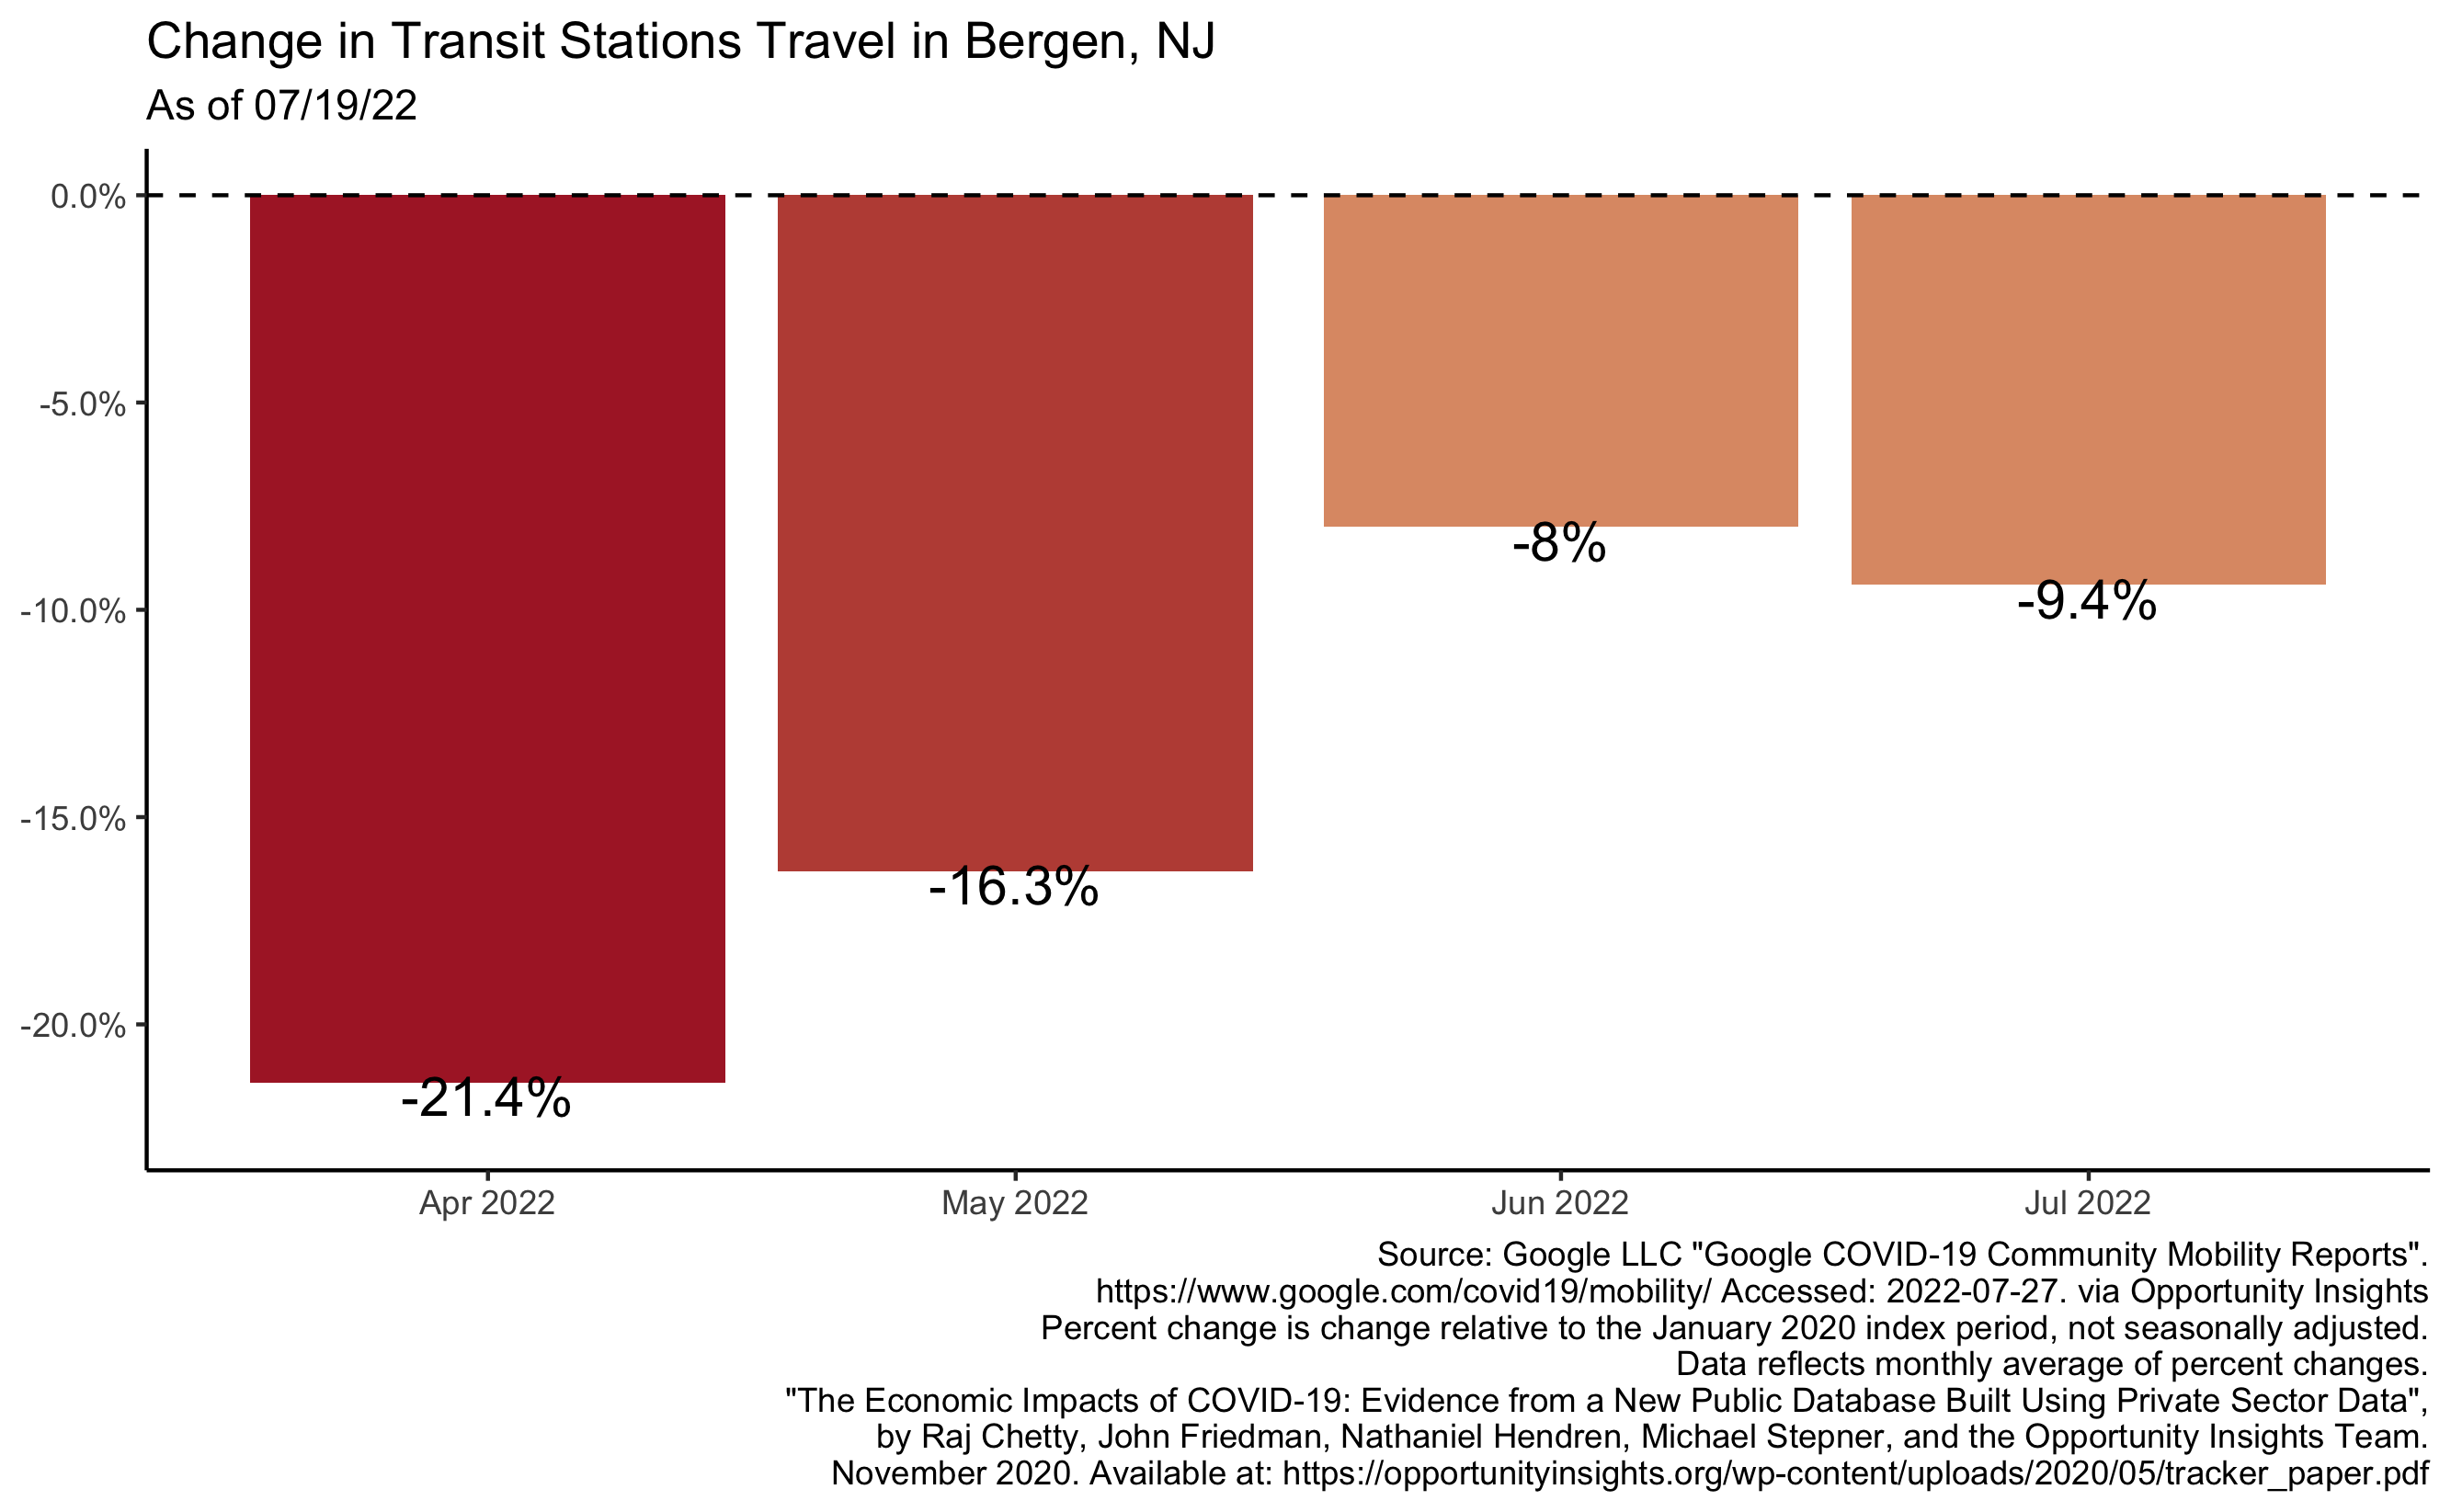 Change in Transit Stations Travel in Bergen, NJ
As of 07/19/22
0.0%
-5.0%
-10.0%
-15.0%
-20.0%
-21.4%
-16.3%
-8%
-9.4%
Apr 2022
May 2022
Jun 2022
Jul 2022
Source: Google LLC "Google COVID-19 Community Mobility Reports".
https://www.google.com/covid19/mobility/ Accessed: 2022-07-27. via Opportunity Insights
Percent change is change relative to the January 2020 index period, not seasonally adjusted.
Data reflects monthly average of percent changes.
"The Economic Impacts of COVID-19: Evidence from a New Public Database Built Using Private Sector Data",
by Raj Chetty, John Friedman, Nathaniel Hendren, Michael Stepner, and the Opportunity Insights Team.
November 2020. Available at: https://opportunityinsights.org/wp-content/uploads/2020/05/tracker_paper.pdf